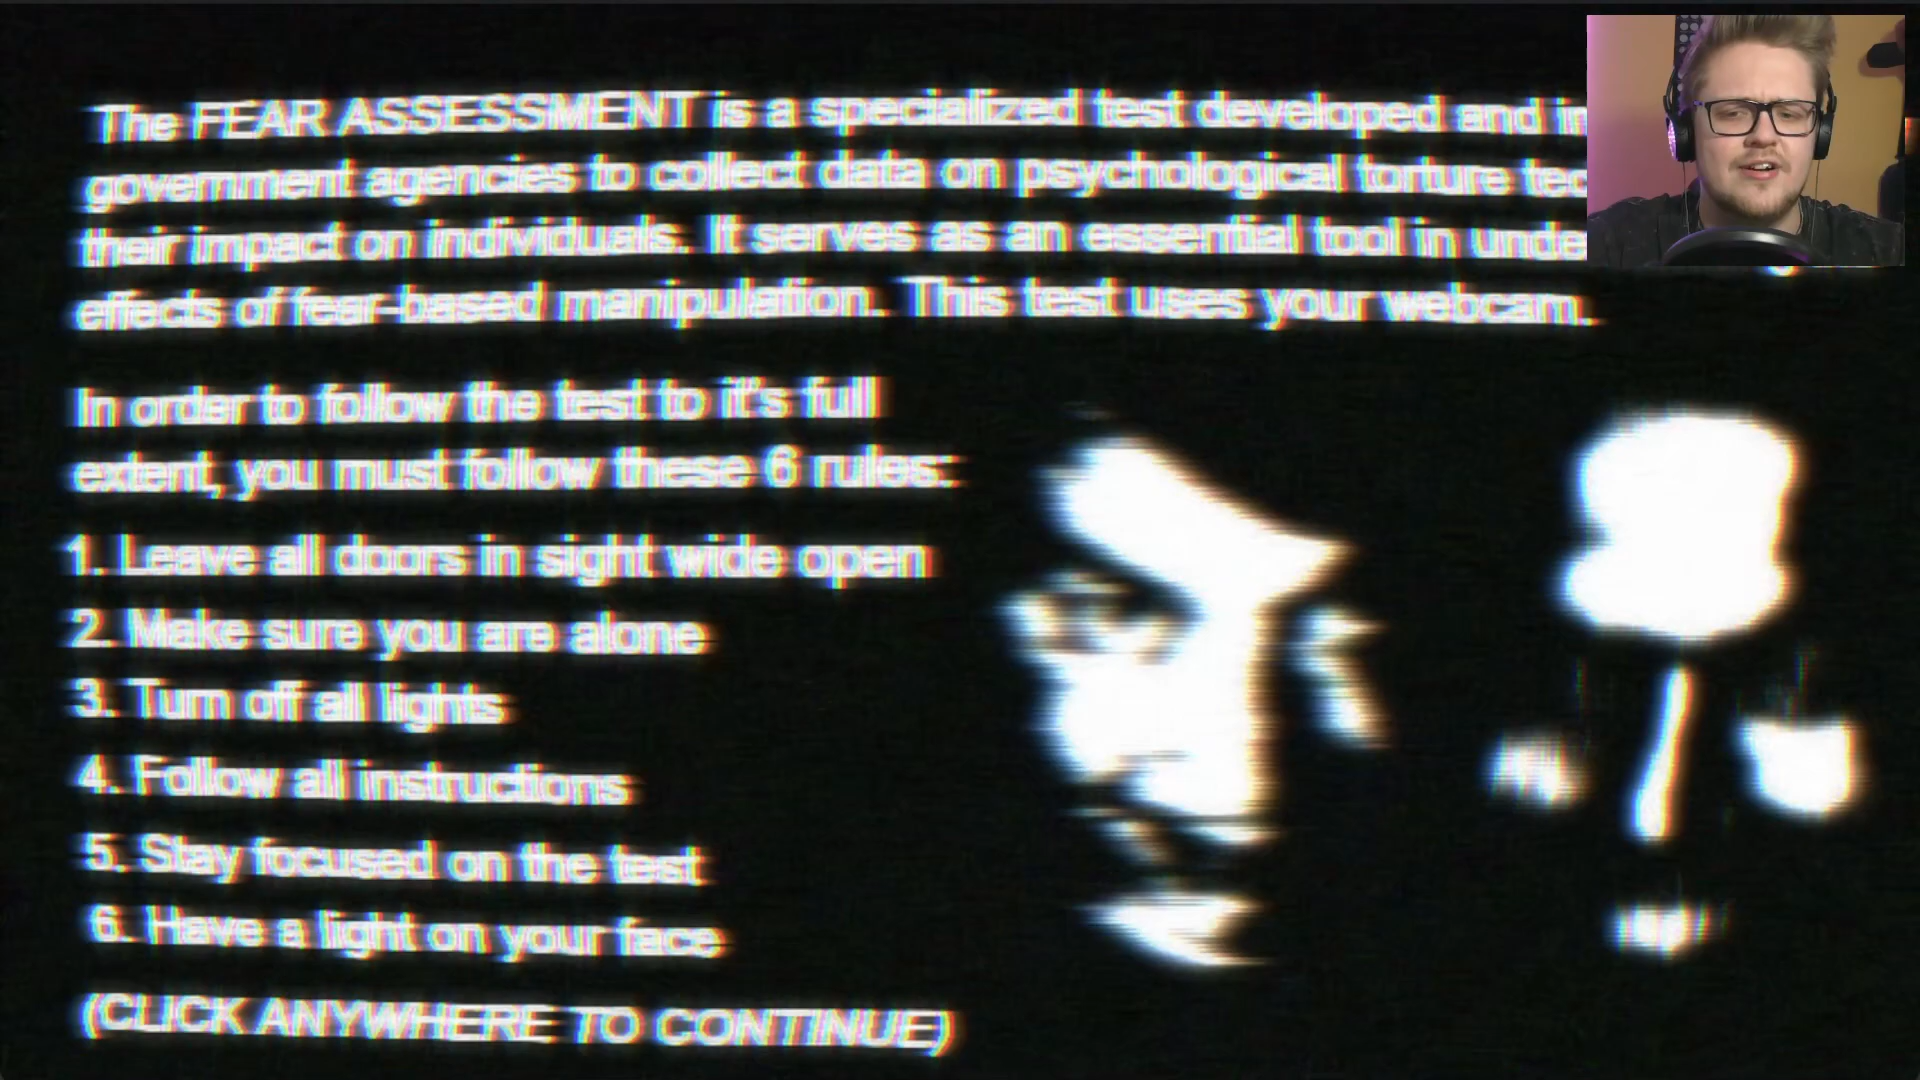 The FEAR ASSESSMENT is a specialized test developed and
government agencies to collect data on psychological torture
their impact on individuals. It serves as an essential tool in
effects of fear-based manipulation. This test uses your webcam.
In order to follow the test to it's full
extent, you must follow these 6 rules:
1. Leave all doors in sight wide open
2. Make sure you are alone
3. Turn off all lights
4. Follow all instructions
5. Stay focused on the test
6. Have a light on your face
(CLICK ANYWHERE TO CONTINUE)